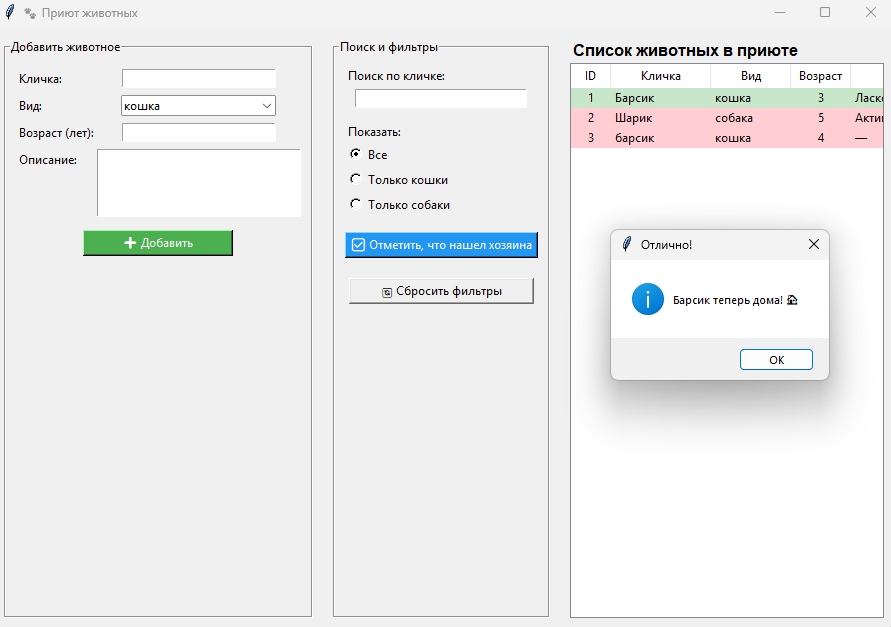 Приют животных
Добавить животное
Кличка:
Вид:
кошка
Возраст (лет):
Описание:
Добавить
Поиск и фильтры
Поиск по кличке:
Показать:
Все
Только кошки
Только собаки
Отметить, что нашел хозяина
Сбросить фильтры
Список животных в приюте
ID Кличка Вид Возраст
1 Барсик кошка 3 Ласк
2 Шарик собака 5 Акти
3 барсик кошка 4 —
Отлично!
Барсик теперь дома!
ОК